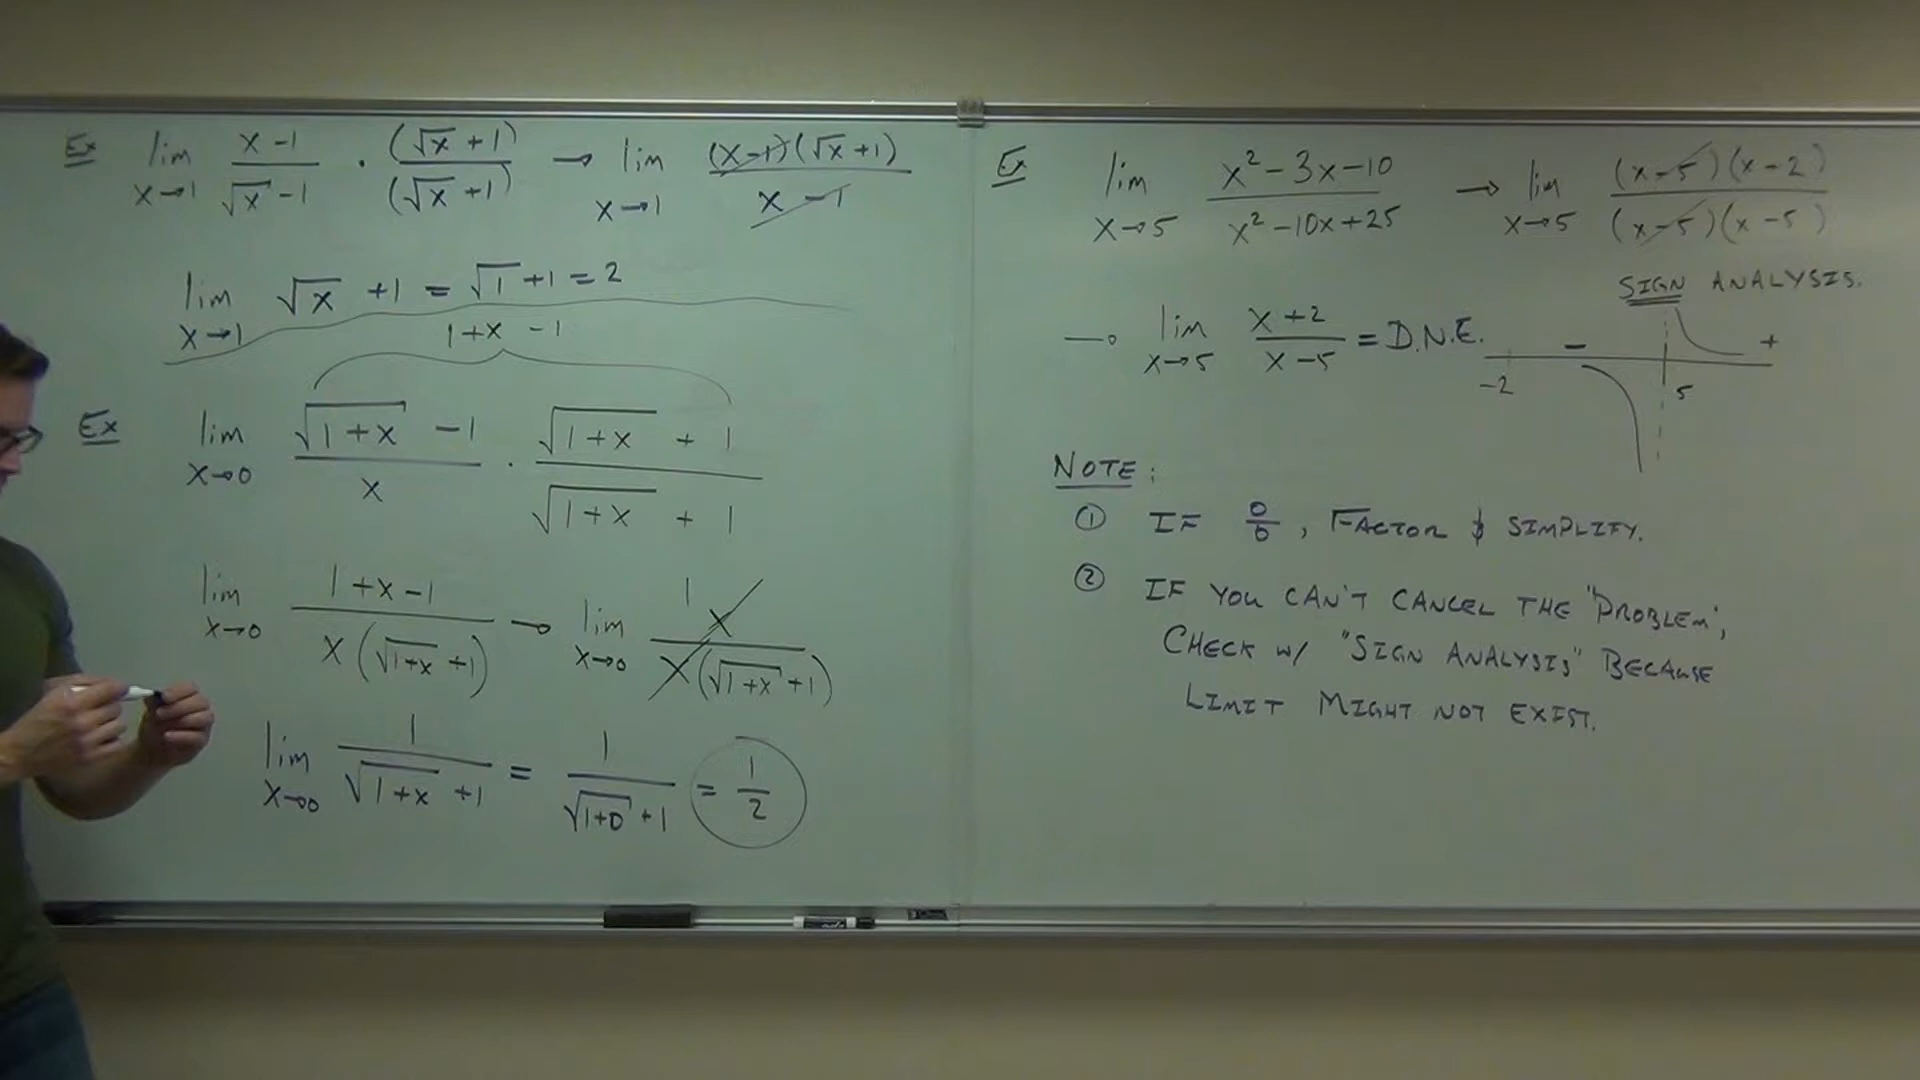 Ex lim x→1 (x-1)/(√x -1) · (√x +1)/(√x +1) → lim x→1 (x-1)(√x +1)/(x-1)
lim x→1 √x +1 = √1 +1 = 2
1+x -1
Ex lim x→0 (√(1+x) -1)/x · (√(1+x) + 1)/(√(1+x) + 1)
lim x→0 (1+x-1)/(x(√(1+x) +1)) → lim x→0 1 x/(x(√(1+x) +1))
lim x→0 1/(√(1+x) +1) = 1/(√(1+0) +1) = 1/2
Ex lim x→5 (x²-3x-10)/(x²-10x+25) → lim x→5 (x-5)(x-2)/((x-5)(x-5))
SIGN ANALYSIS.
→ lim x→5 (x+2)/(x-5) = D.N.E.
- +
-2 5
NOTE:
① IF 0/0, FACTOR & SIMPLIFY.
② IF YOU CAN'T CANCEL THE "PROBLEM",
CHECK W/ "SIGN ANALYSIS" BECAUSE
LIMIT MIGHT NOT EXIST.